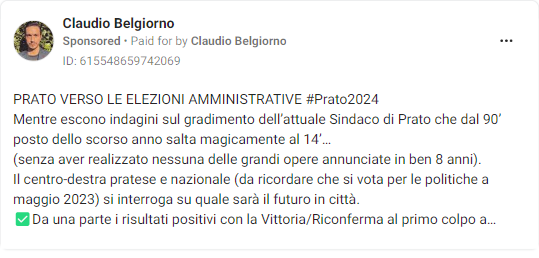 Claudio Belgiorno
Sponsored • Paid for by Claudio Belgiorno
ID: 615548659742069
PRATO VERSO LE ELEZIONI AMMINISTRATIVE #Prato2024
Mentre escono indagini sul gradimento dell'attuale Sindaco di Prato che dal 90'
posto dello scorso anno salta magicamente al 14'...
(senza aver realizzato nessuna delle grandi opere annunciate in ben 8 anni).
Il centro-destra pratese e nazionale (da ricordare che si vota per le politiche a
maggio 2023) si interroga su quale sarà il futuro in città.
✅Da una parte i risultati positivi con la Vittoria/Riconferma al primo colpo a...